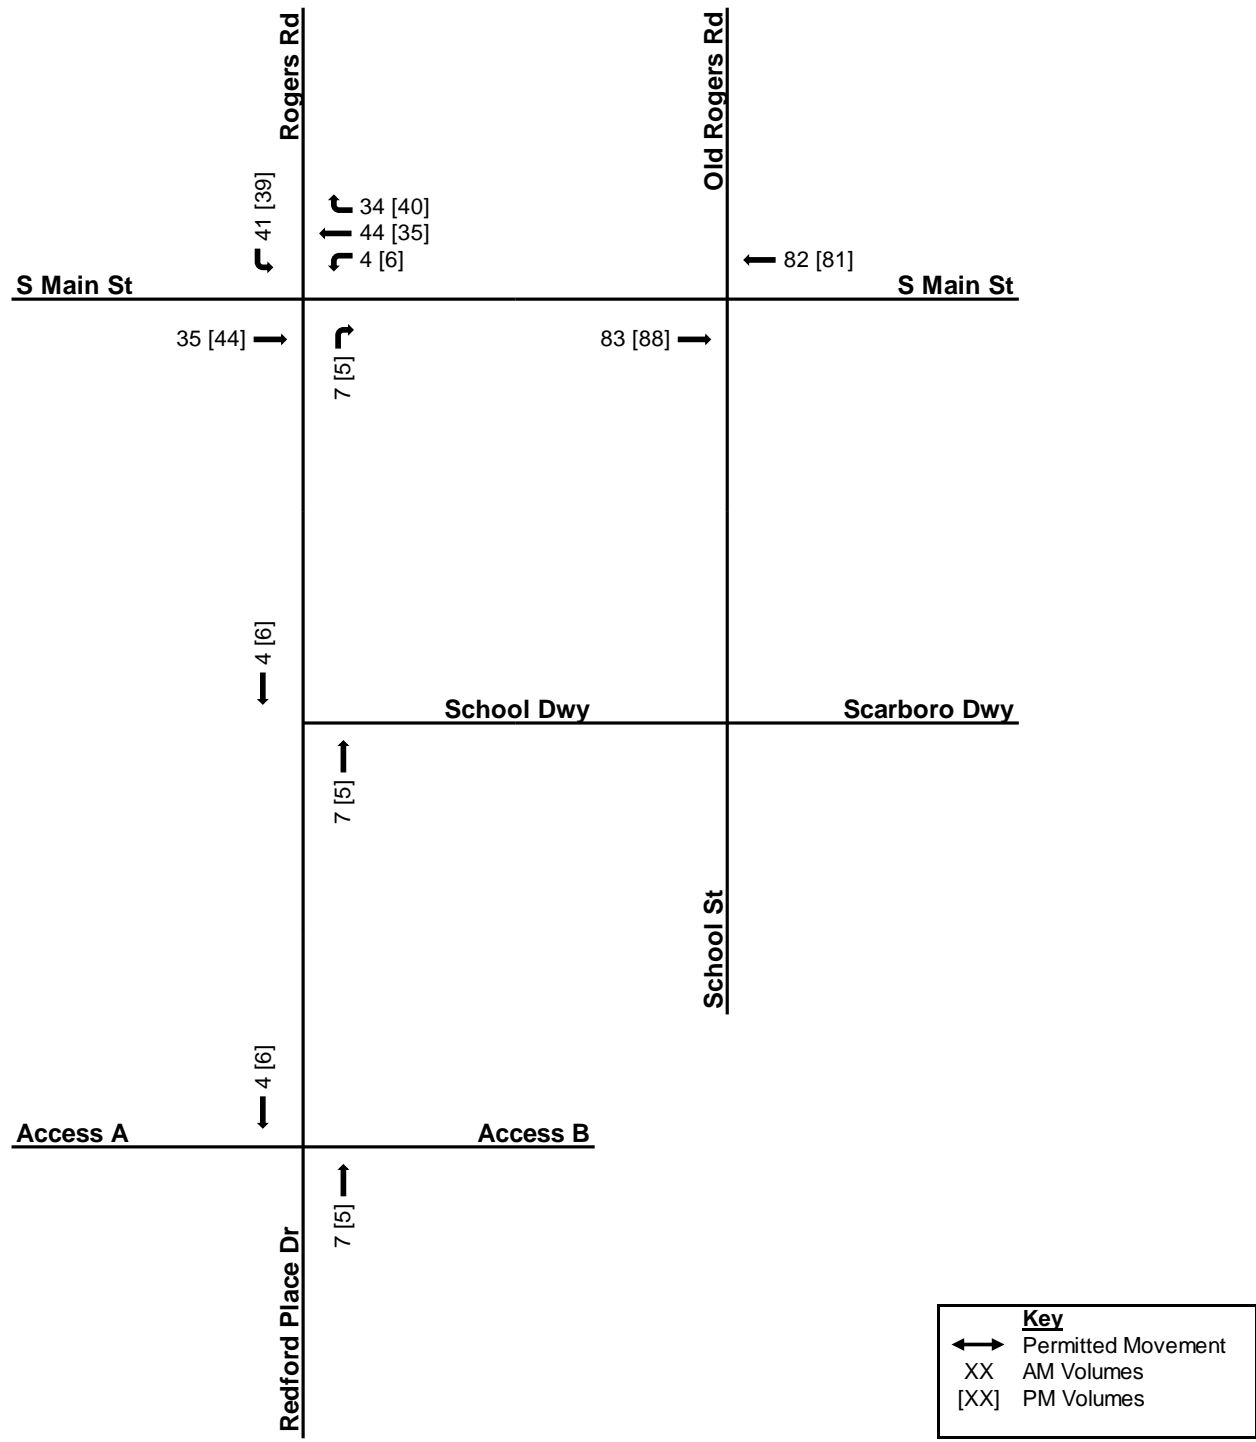 Rogers Rd
Old Rogers Rd
41 [39]
34 [40]
44 [35]
4 [6]
82 [81]
S Main St
S Main St
35 [44]
7 [5]
83 [88]
4 [6]
School Dwy
Scarboro Dwy
7 [5]
School St
4 [6]
Access A
Access B
7 [5]
Redford Place Dr
Key
Permitted Movement
XX AM Volumes
[XX] PM Volumes